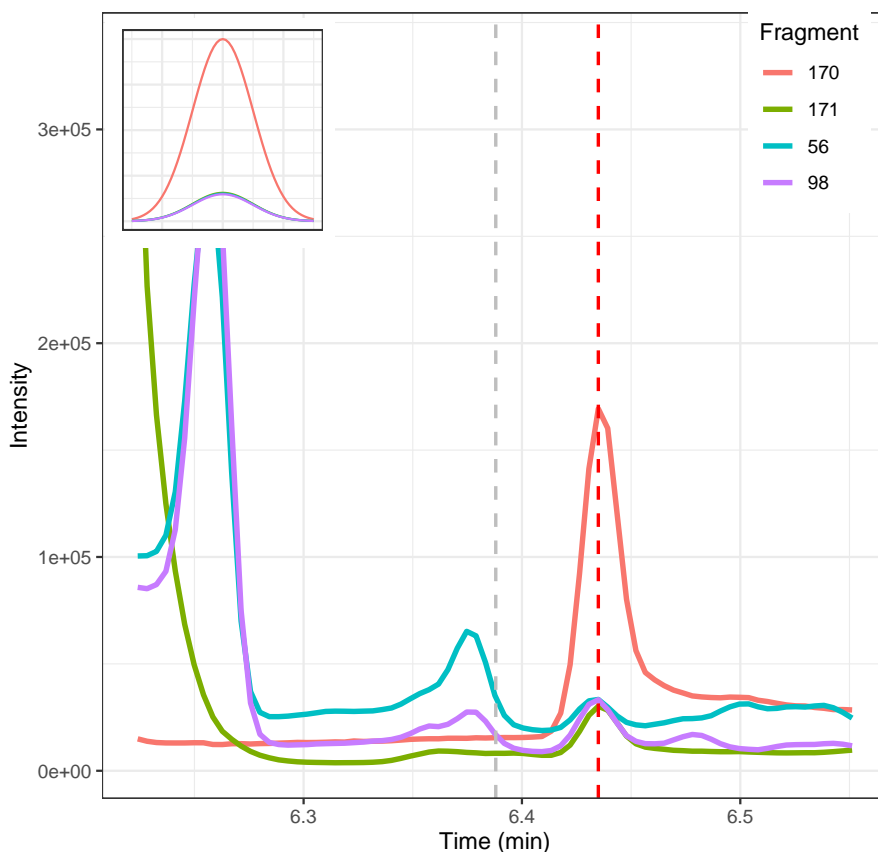 Fragment
170
171
56
98
3e+05
2e+05
1e+05
0e+00
Intensity
6.3
6.4
6.5
Time (min)